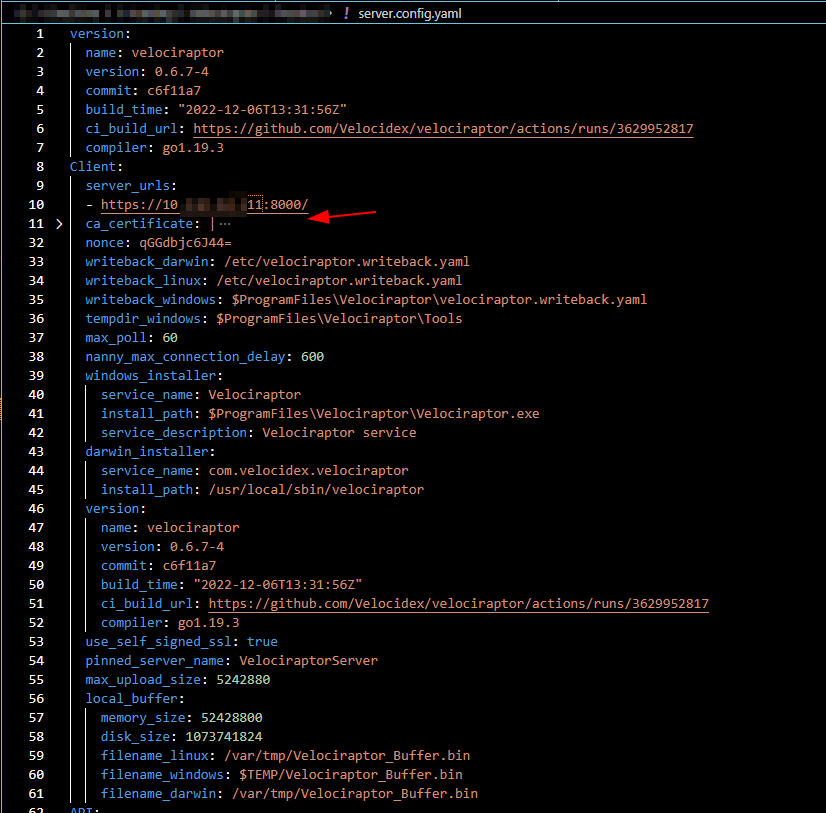 ! server.config.yaml
1 version:
2 name: velociraptor
3 version: 0.6.7-4
4 commit: c6f11a7
5 build_time: "2022-12-06T13:31:56Z"
6 ci_build_url: https://github.com/Velocidex/velociraptor/actions/runs/3629952817
7 compiler: go1.19.3
8 Client:
9 server_urls:
10 - https://10 11:8000/
11 > ca_certificate: | ···
32 nonce: qGGdbjc6J44=
33 writeback_darwin: /etc/velociraptor.writeback.yaml
34 writeback_linux: /etc/velociraptor.writeback.yaml
35 writeback_windows: $ProgramFiles\Velociraptor\velociraptor.writeback.yaml
36 tempdir_windows: $ProgramFiles\Velociraptor\Tools
37 max_poll: 60
38 nanny_max_connection_delay: 600
39 windows_installer:
40 service_name: Velociraptor
41 install_path: $ProgramFiles\Velociraptor\Velociraptor.exe
42 service_description: Velociraptor service
43 darwin_installer:
44 service_name: com.velocidex.velociraptor
45 install_path: /usr/local/sbin/velociraptor
46 version:
47 name: velociraptor
48 version: 0.6.7-4
49 commit: c6f11a7
50 build_time: "2022-12-06T13:31:56Z"
51 ci_build_url: https://github.com/Velocidex/velociraptor/actions/runs/3629952817
52 compiler: go1.19.3
53 use_self_signed_ssl: true
54 pinned_server_name: VelociraptorServer
55 max_upload_size: 5242880
56 local_buffer:
57 memory_size: 52428800
58 disk_size: 1073741824
59 filename_linux: /var/tmp/Velociraptor_Buffer.bin
60 filename_windows: $TEMP/Velociraptor_Buffer.bin
61 filename_darwin: /var/tmp/Velociraptor_Buffer.bin
62 API: